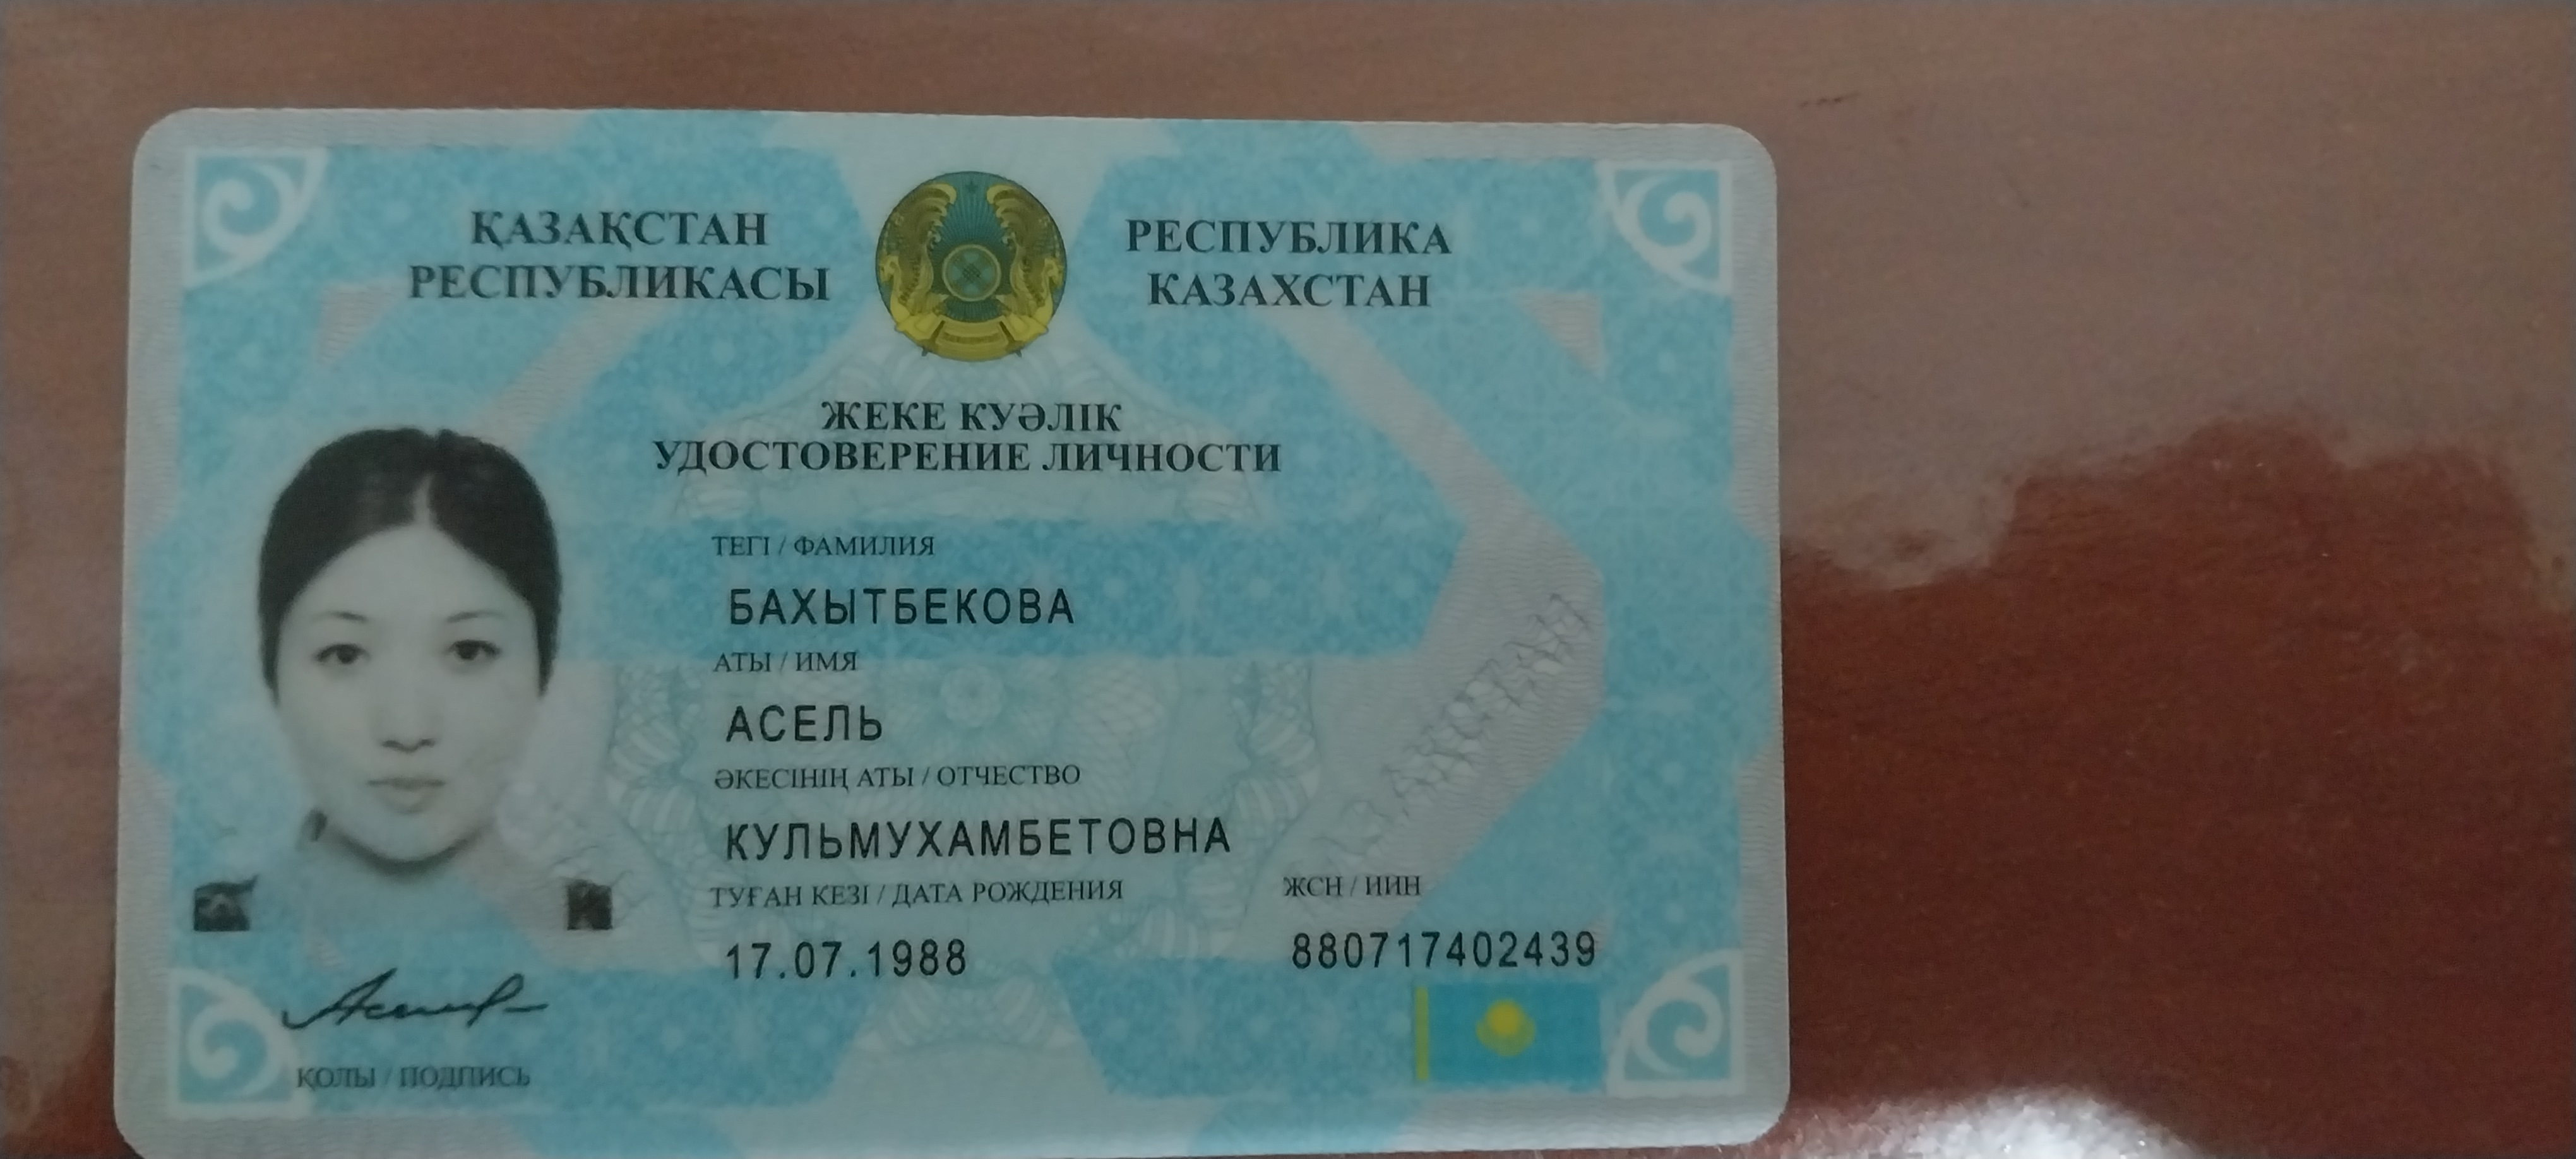 ҚАЗАҚСТАН
РЕСПУБЛИКАСЫ
РЕСПУБЛИКА
КАЗАХСТАН
ЖЕКЕ КУӘЛІК
УДОСТОВЕРЕНИЕ ЛИЧНОСТИ
ТЕГІ / ФАМИЛИЯ
БАХЫТБЕКОВА
АТЫ / ИМЯ
АСЕЛЬ
ӘКЕСІНІҢ АТЫ / ОТЧЕСТВО
КУЛЬМУХАМБЕТОВНА
ТУҒАН КЕЗІ / ДАТА РОЖДЕНИЯ
17.07.1988
ЖСН / ИИН
880717402439
ҚОЛЫ / ПОДПИСЬ